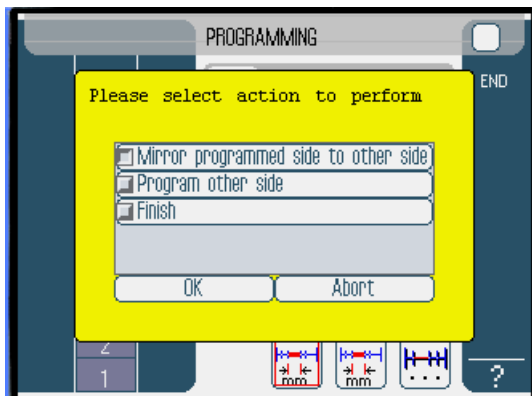 PROGRAMMING
END
Please select action to perform
Mirror programmed side to other side
Program other side
Finish
OK Abort
2
1
mm
mm
...
?